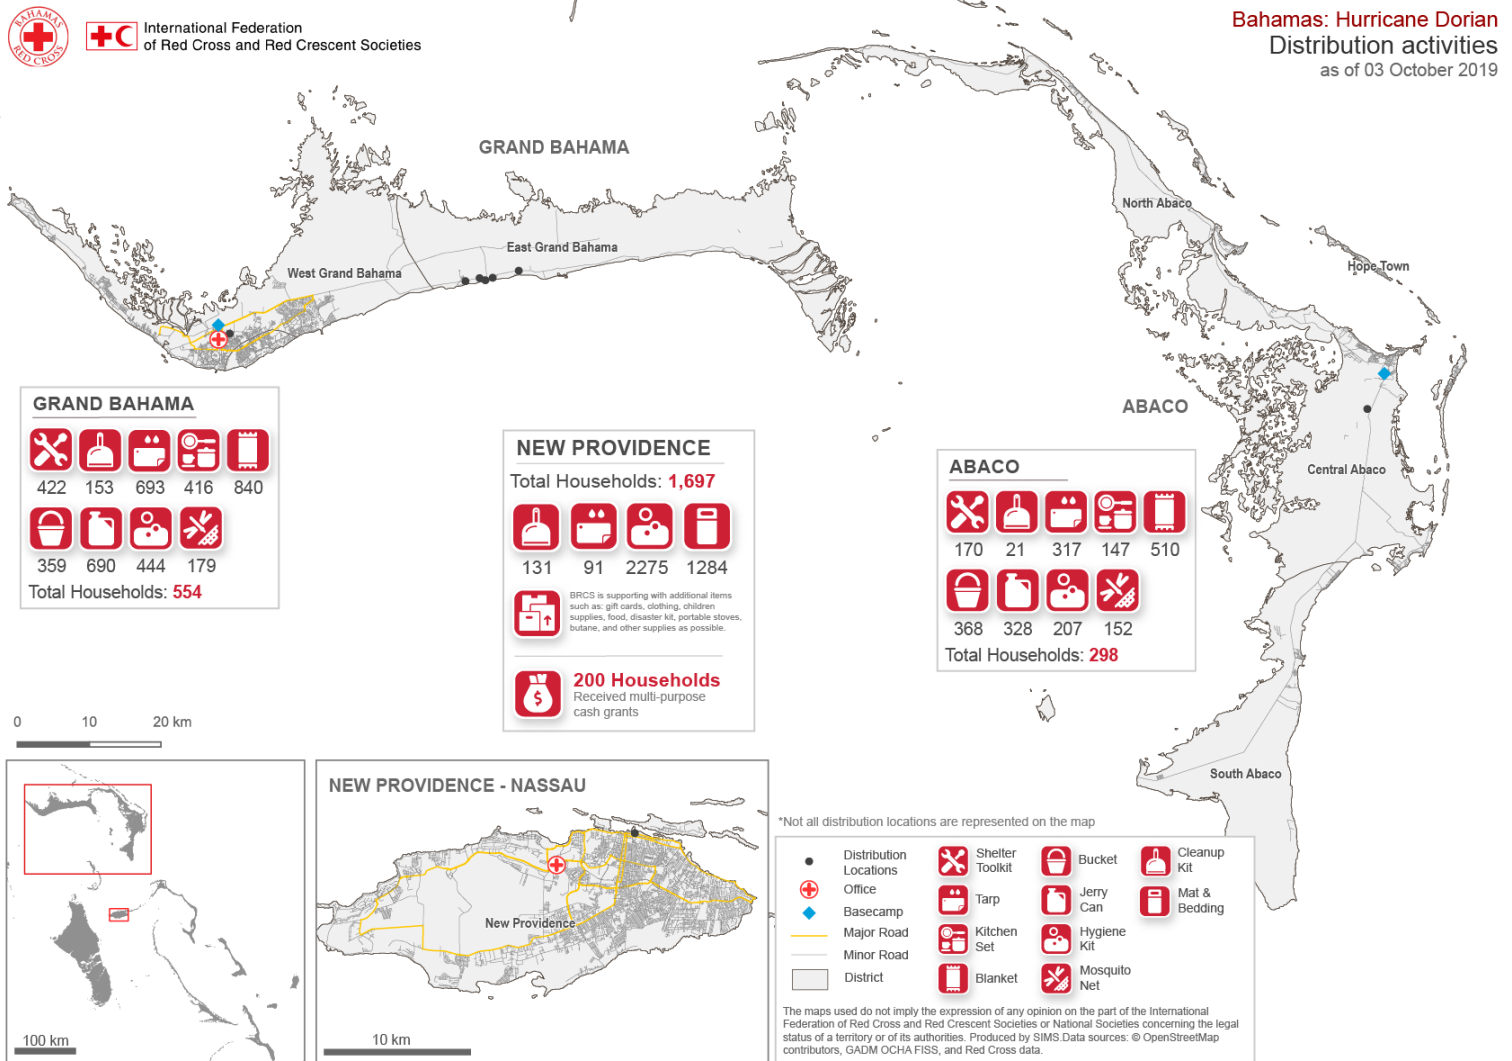 BAHAMAS
RED CROSS
International Federation
of Red Cross and Red Crescent Societies
Bahamas: Hurricane Dorian
Distribution activities
as of 03 October 2019
GRAND BAHAMA
West Grand Bahama
East Grand Bahama
North Abaco
Hope Town
ABACO
Central Abaco
South Abaco
GRAND BAHAMA
422 153 693 416 840
359 690 444 179
Total Households: 554
NEW PROVIDENCE
Total Households: 1,697
131 91 2275 1284
BRCS is supporting with additional items
such as: gift cards, clothing, children
supplies, food, disaster kit, portable stoves,
butane, and other supplies as possible.
$
200 Households
Received multi-purpose
cash grants
ABACO
170 21 317 147 510
368 328 207 152
Total Households: 298
0 10 20 km
100 km
NEW PROVIDENCE - NASSAU
New Providence
10 km
*Not all distribution locations are represented on the map
Distribution
Locations
Office
Basecamp
Major Road
Minor Road
District
Shelter
Toolkit
Tarp
Kitchen
Set
Blanket
Bucket
Jerry
Can
Hygiene
Kit
Mosquito
Net
Cleanup
Kit
Mat &
Bedding
The maps used do not imply the expression of any opinion on the part of the International
Federation of Red Cross and Red Crescent Societies or National Societies concerning the legal
status of a territory or of its authorities. Produced by SIMS.Data sources: © OpenStreetMap
contributors, GADM OCHA FISS, and Red Cross data.